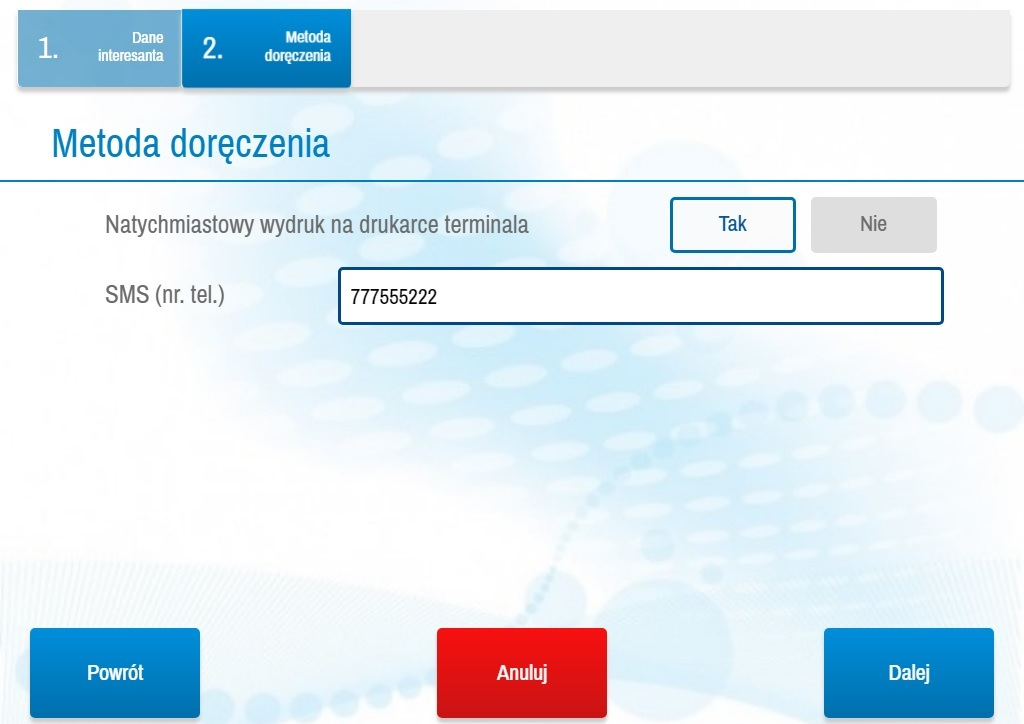 1. Dane
interesanta
2. Metoda
doręczenia
Metoda doręczenia
Natychmiastowy wydruk na drukarce terminala Tak Nie
SMS (nr. tel.) 777555222
Powrót Anuluj Dalej